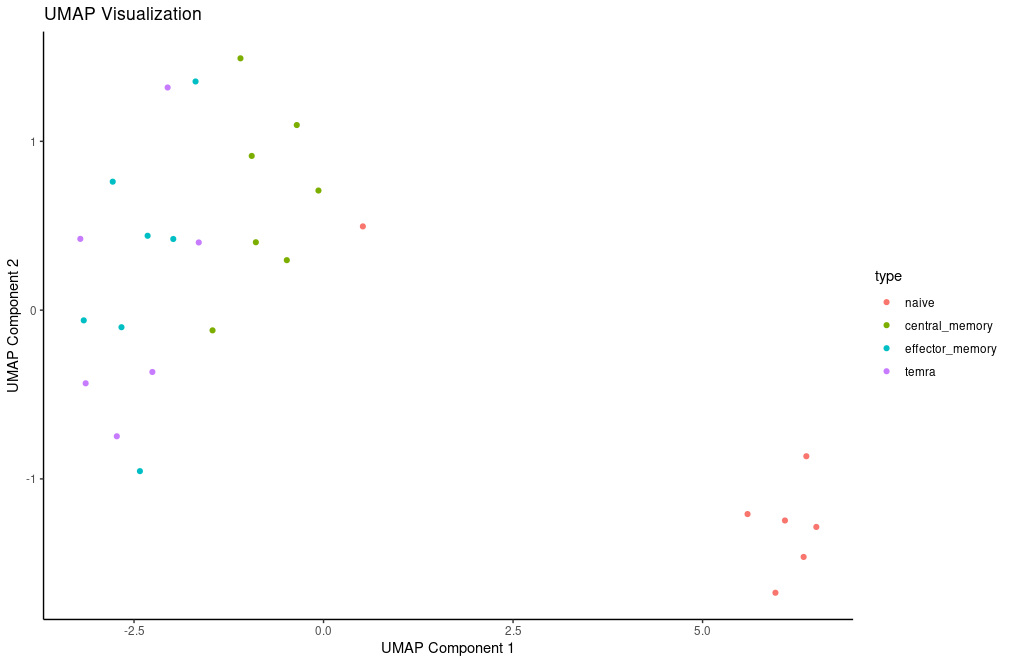 UMAP Visualization
UMAP Component 2
1
0
-1
-2.5
0.0
2.5
5.0
UMAP Component 1
type
naive
central_memory
effector_memory
temra